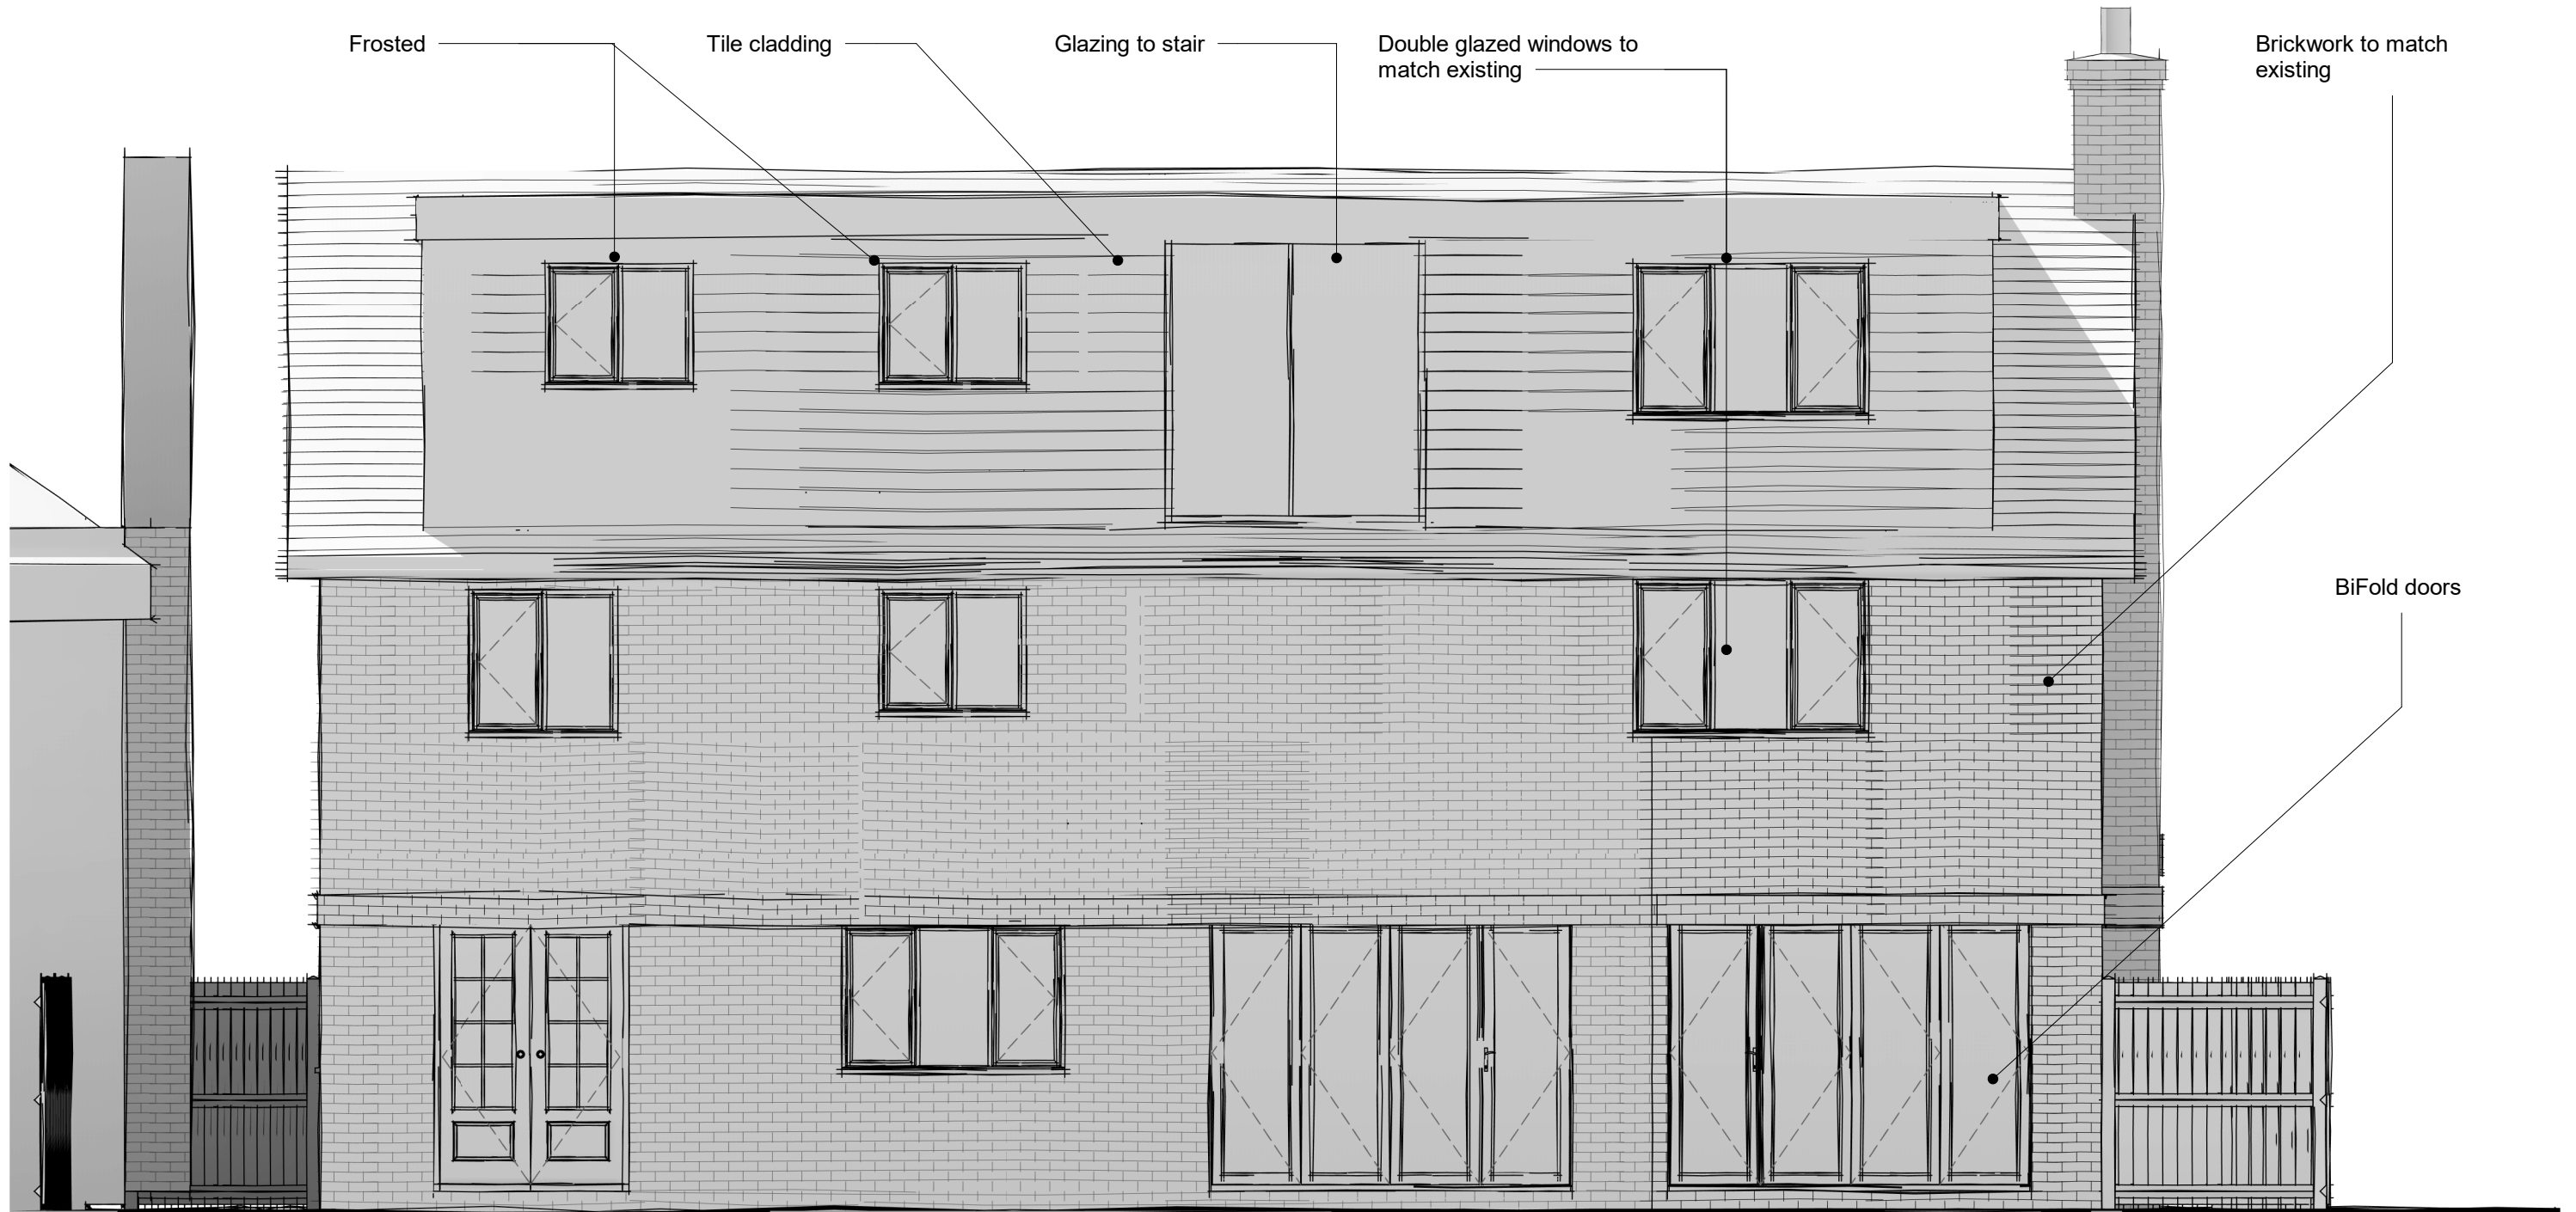 Frosted
Tile cladding
Glazing to stair
Double glazed windows to
match existing
Brickwork to match
existing
BiFold doors